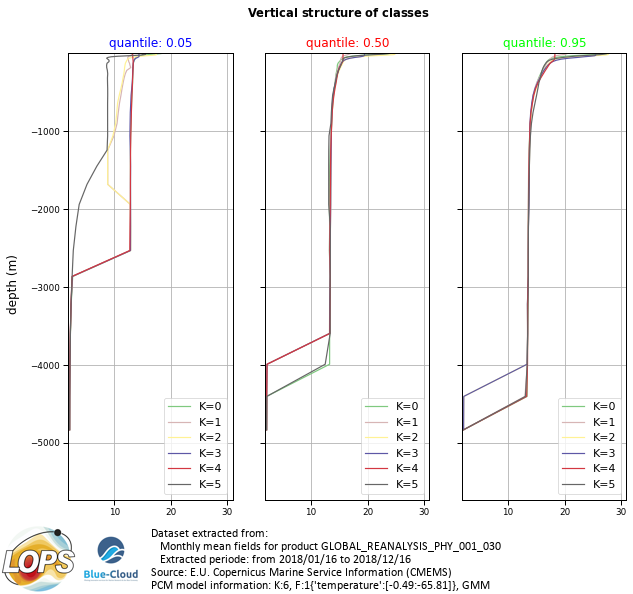 Vertical structure of classes
quantile: 0.05
quantile: 0.50
quantile: 0.95
−1000
−2000
−3000
−4000
−5000
depth (m)
K=0
K=1
K=2
K=3
K=4
K=5
K=0
K=1
K=2
K=3
K=4
K=5
K=0
K=1
K=2
K=3
K=4
K=5
10 20 30
10 20 30
10 20 30
LOPS
Blue-Cloud
Dataset extracted from:
Monthly mean fields for product GLOBAL_REANALYSIS_PHY_001_030
Extracted periode: from 2018/01/16 to 2018/12/16
Source: E.U. Copernicus Marine Service Information (CMEMS)
PCM model information: K:6, F:1{'temperature':[-0.49:-65.81]}, GMM